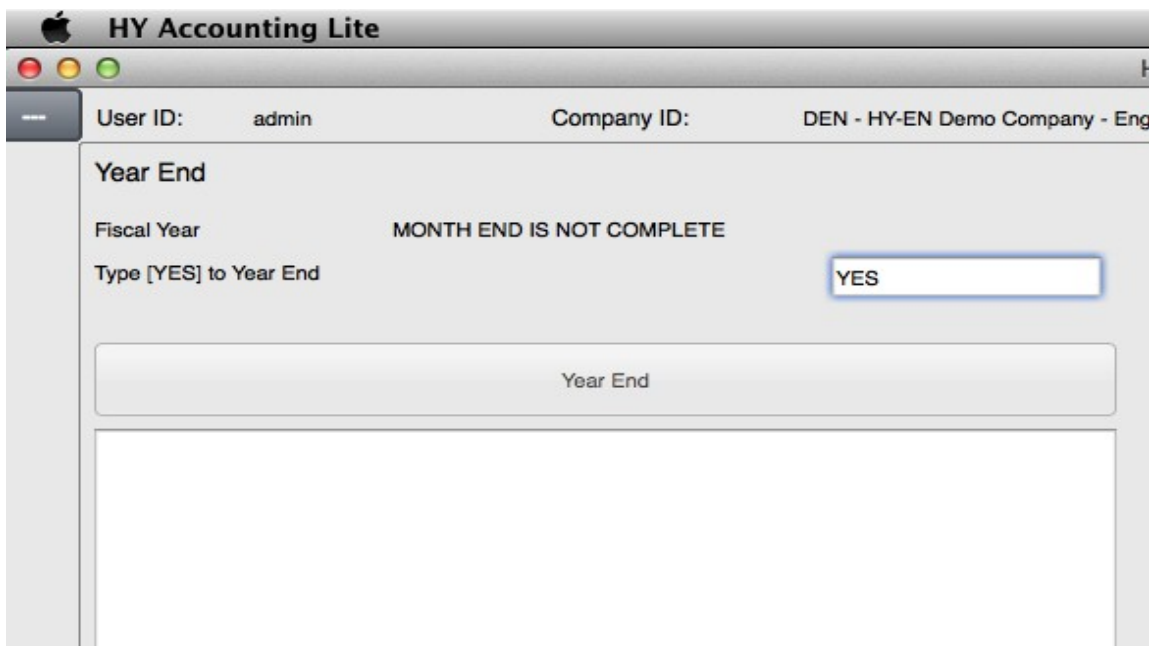 HY Accounting Lite
User ID: admin Company ID: DEN - HY-EN Demo Company - Eng
Year End
Fiscal Year MONTH END IS NOT COMPLETE
Type [YES] to Year End YES
Year End